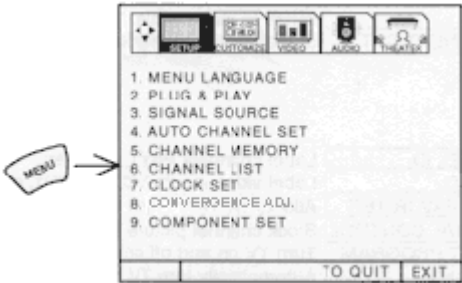 SETUP CUSTOMIZE VIDEO AUDIO THEATER
1. MENU LANGUAGE
2. PLUG & PLAY
3. SIGNAL SOURCE
4. AUTO CHANNEL SET
5. CHANNEL MEMORY
6. CHANNEL LIST
7. CLOCK SET
8. CONVERGENCE ADJ.
9. COMPONENT SET
MENU
TO QUIT EXIT